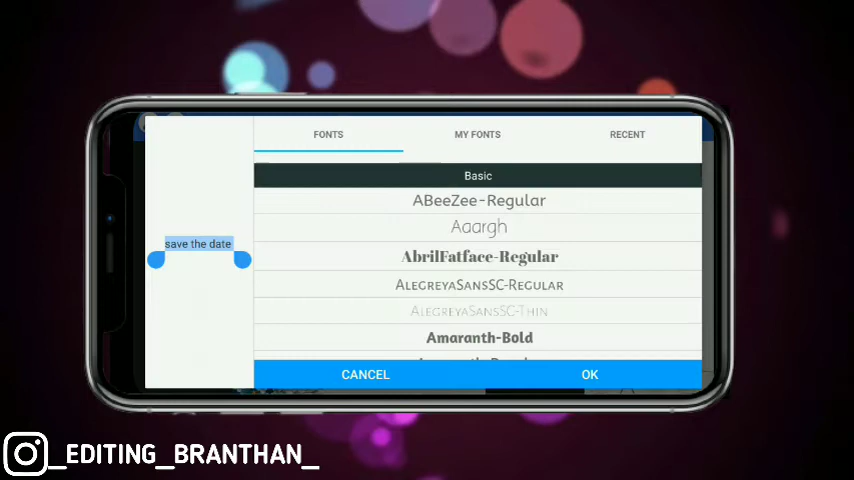 FONTS
MY FONTS
RECENT
Basic
ABeeZee-Regular
Aaargh
save the date
AbrilFatface-Regular
AlegreyaSansSC-Regular
AlegreyaSansSC-Thin
Amaranth-Bold
CANCEL
OK
_EDITING_BRANTHAN_